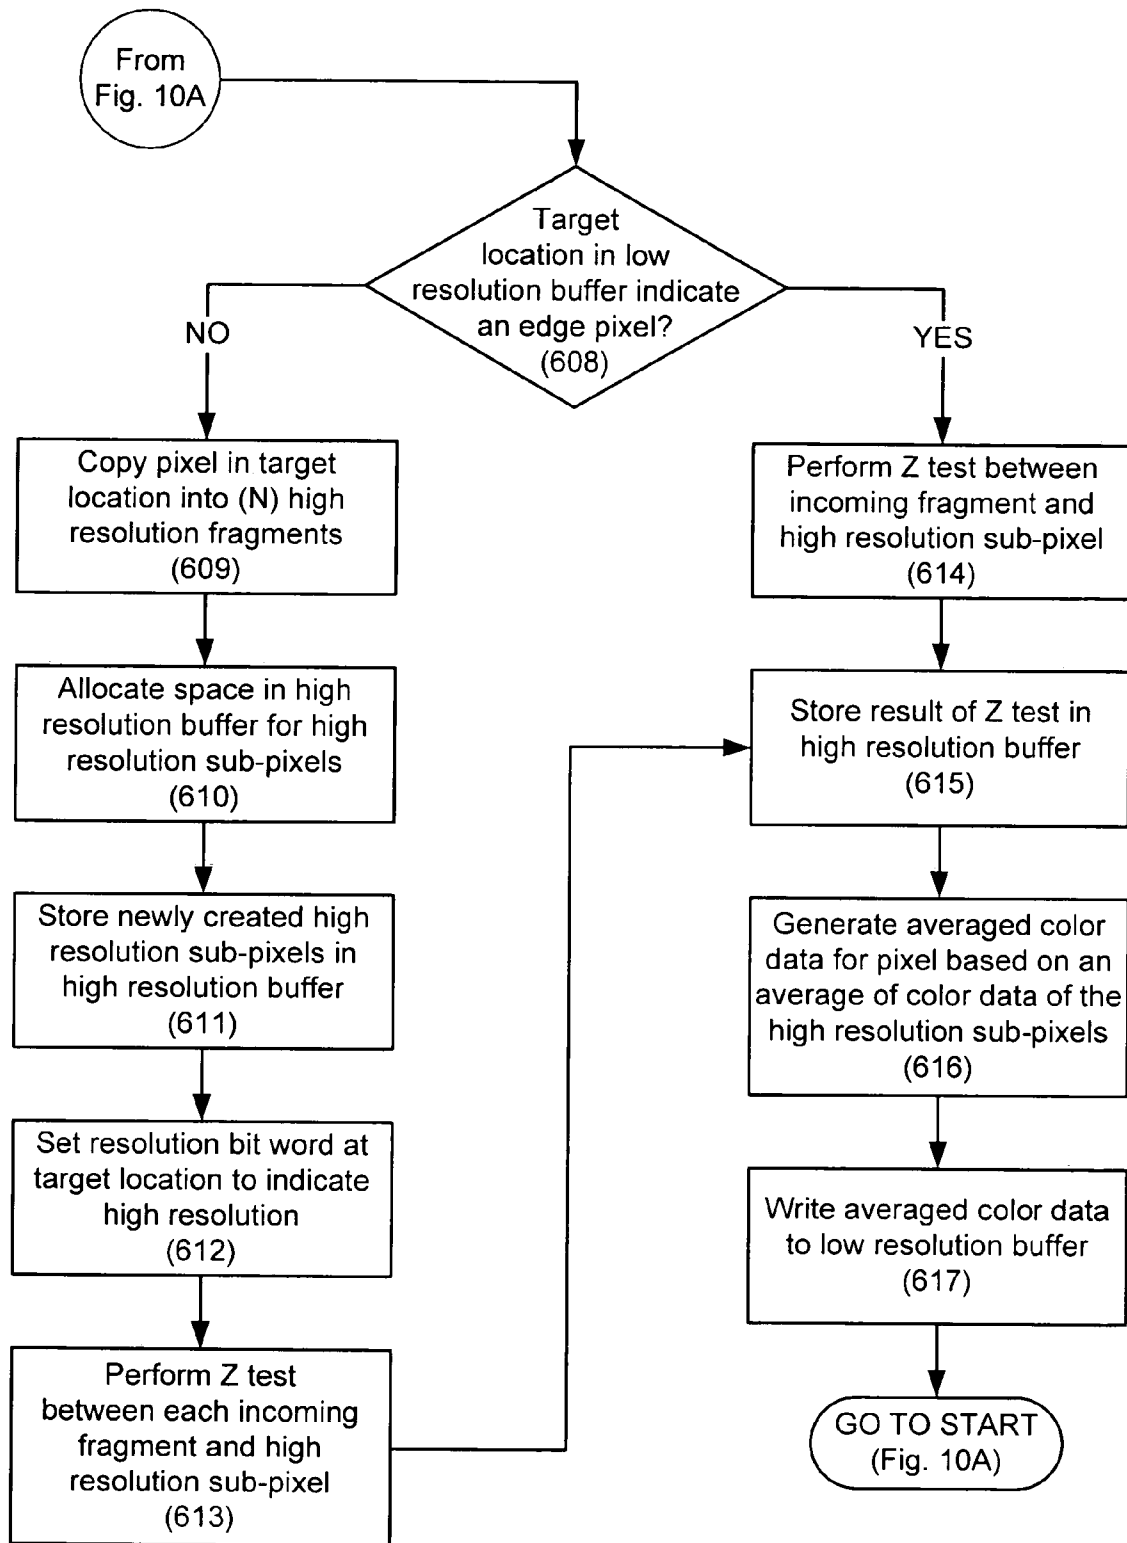 From
Fig. 10A
Target
location in low
resolution buffer indicate
an edge pixel?
(608)
NO
YES
Copy pixel in target
location into (N) high
resolution fragments
(609)
Allocate space in high
resolution buffer for high
resolution sub-pixels
(610)
Store newly created high
resolution sub-pixels in
high resolution buffer
(611)
Set resolution bit word at
target location to indicate
high resolution
(612)
Perform Z test
between each incoming
fragment and high
resolution sub-pixel
(613)
Perform Z test between
incoming fragment and
high resolution sub-pixel
(614)
Store result of Z test in
high resolution buffer
(615)
Generate averaged color
data for pixel based on an
average of color data of the
high resolution sub-pixels
(616)
Write averaged color data
to low resolution buffer
(617)
GO TO START
(Fig. 10A)